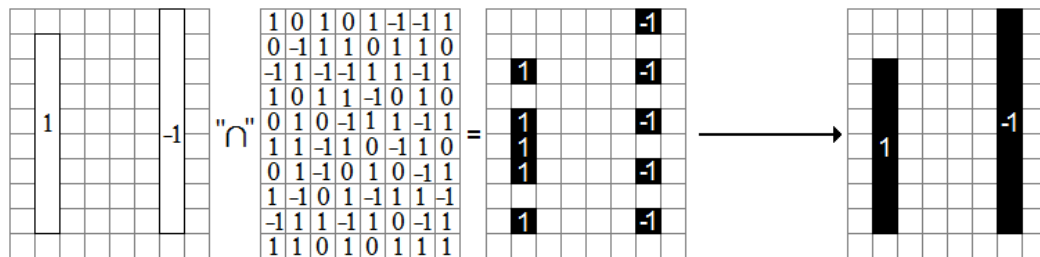 1 0 1 0 1 –1 –1 1 -1
0 –1 1 1 0 1 1 0
–1 1 –1 –1 1 1 –1 1 1 -1
1 0 1 1 –1 0 1 0
1 –1 "∩" 0 1 0 –1 1 1 –1 1 = 1 -1 -1
1 1 –1 1 0 –1 1 0 1 1
0 1 –1 0 1 0 –1 1 1 -1
1 –1 0 1 –1 1 1 –1
–1 1 1 –1 1 0 –1 1 1 -1
1 1 0 1 0 1 1 1